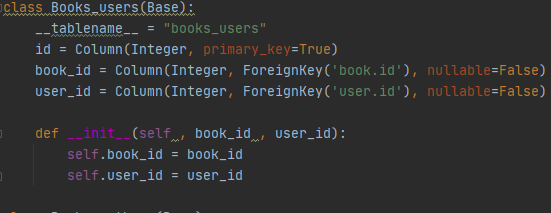 class Books_users(Base):
    __tablename__ = "books_users"
    id = Column(Integer, primary_key=True)
    book_id = Column(Integer, ForeignKey('book.id'), nullable=False)
    user_id = Column(Integer, ForeignKey('user.id'), nullable=False)
    def __init__(self , book_id , user_id):
        self.book_id = book_id
        self.user_id = user_id